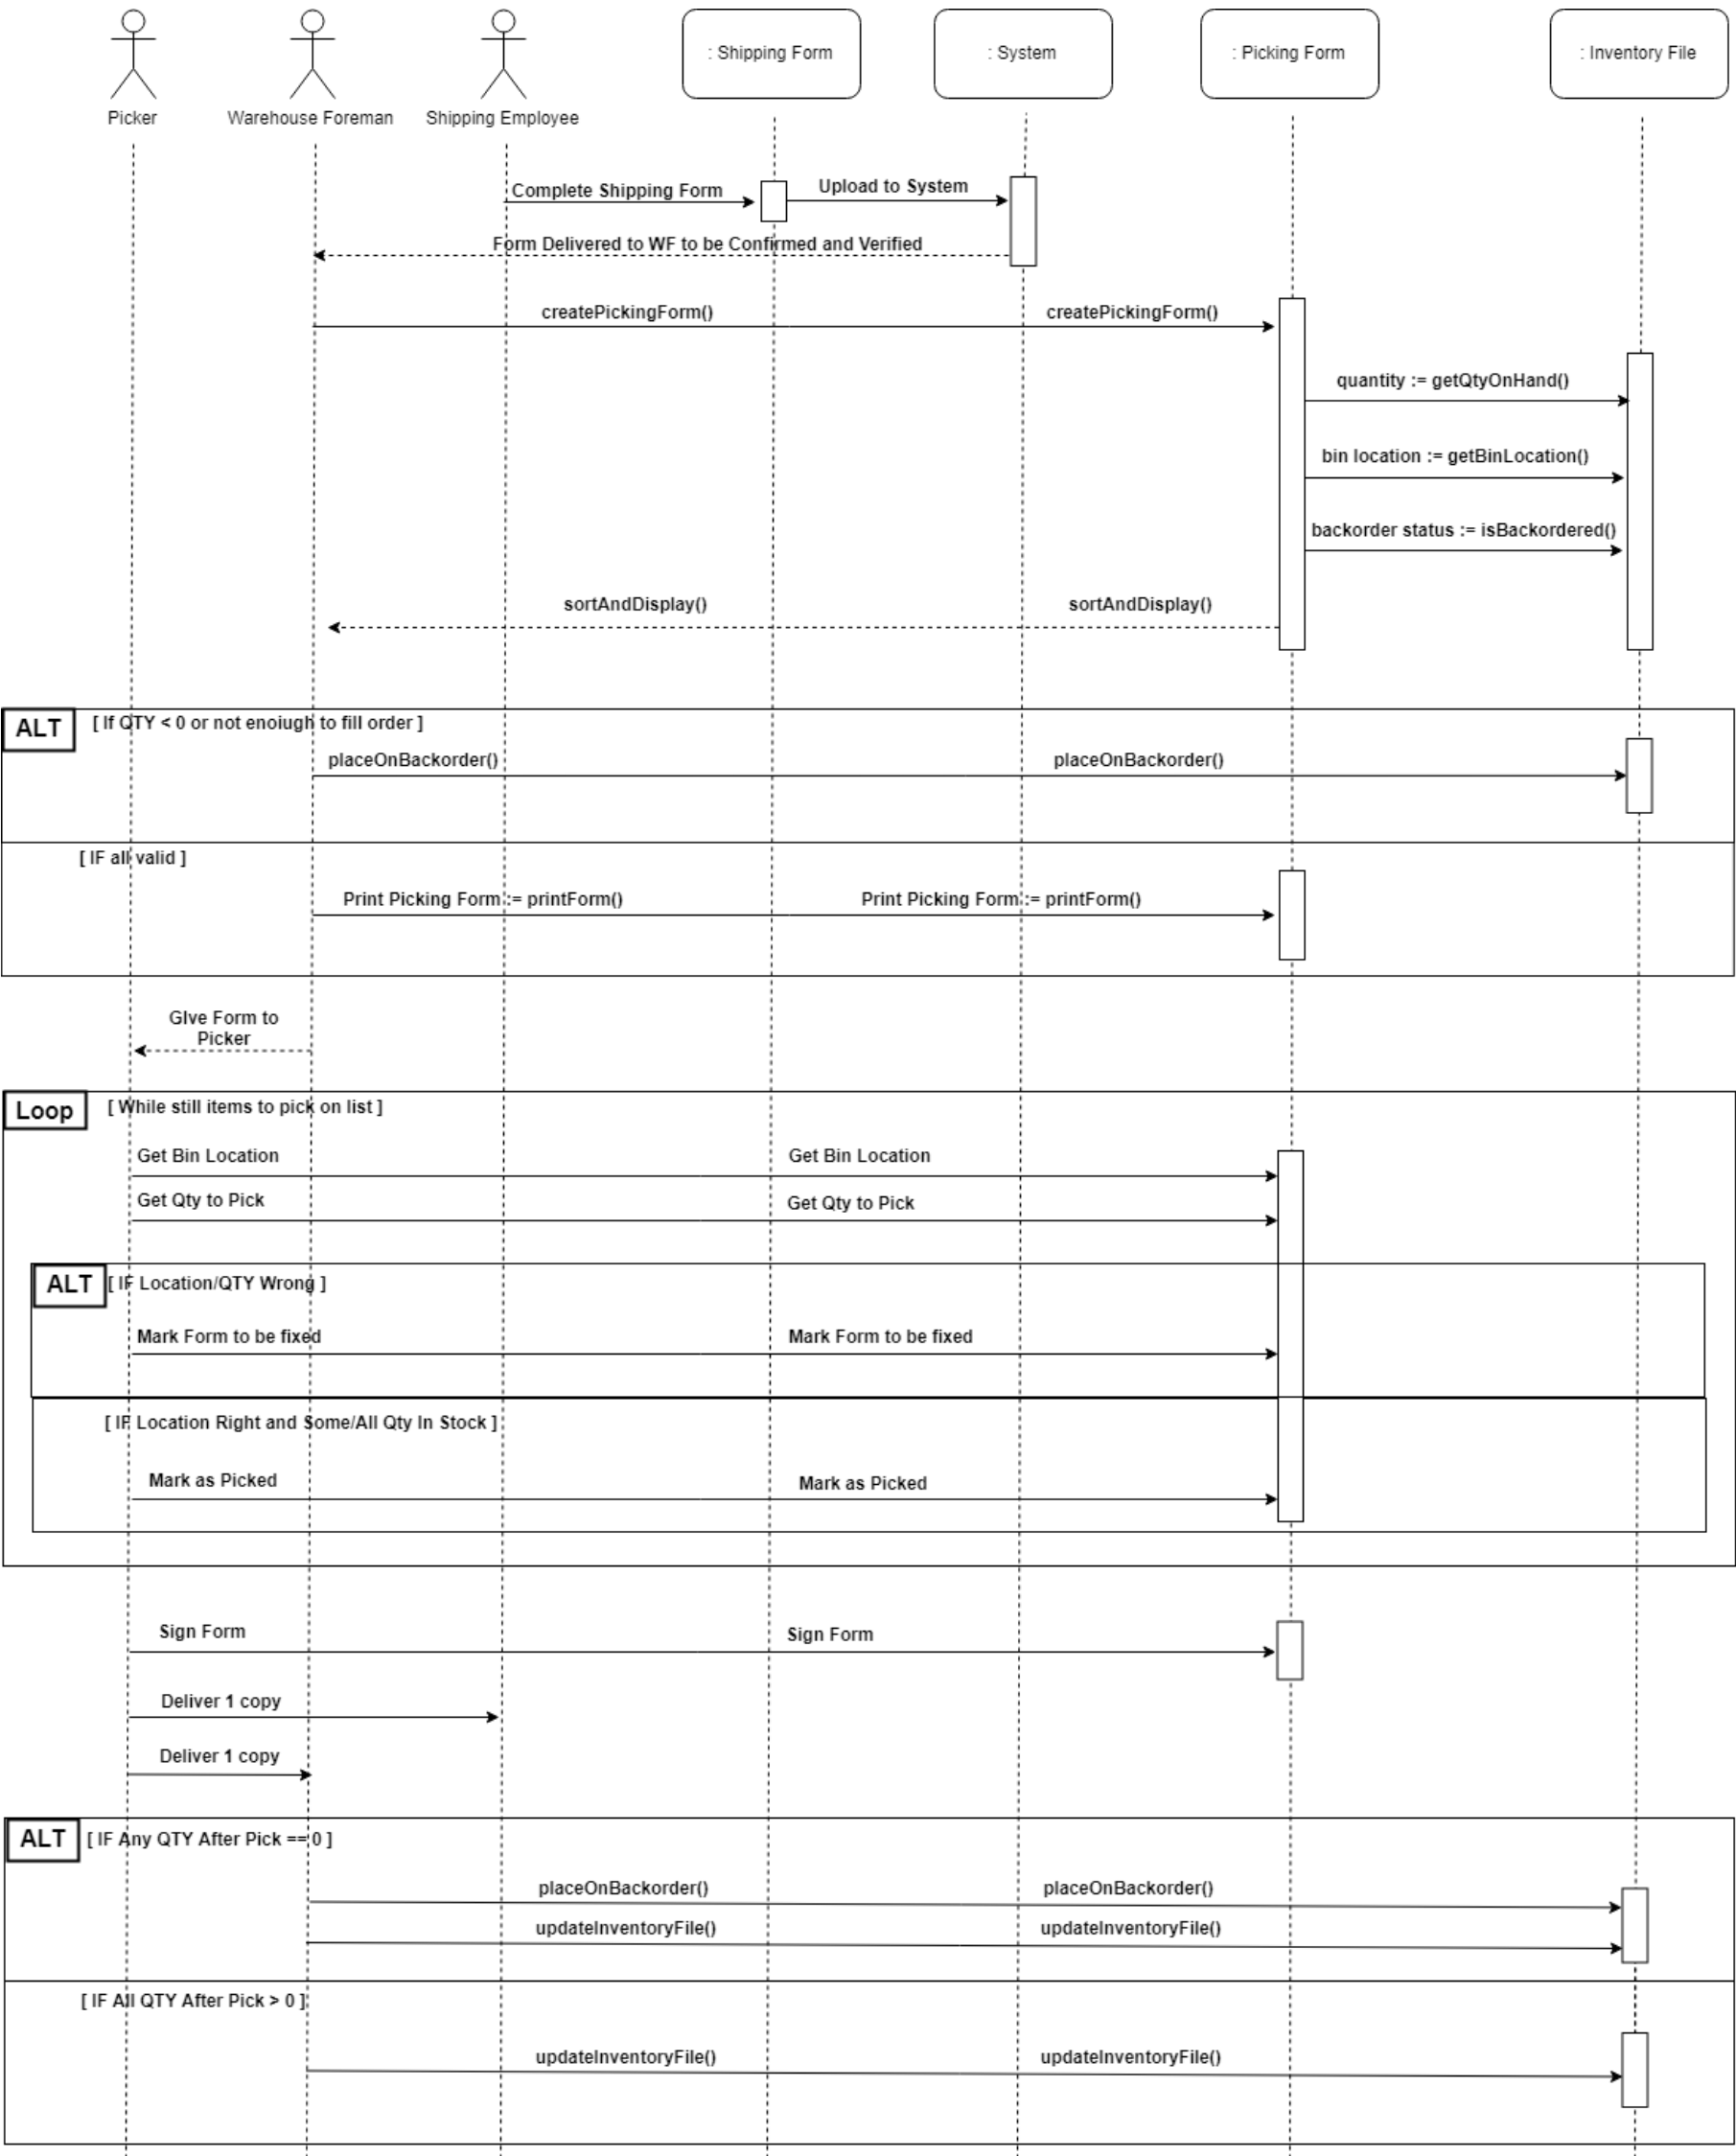 : Shipping Form
: System
: Picking Form
: Inventory File
Picker
Warehouse Foreman
Shipping Employee
Complete Shipping Form
Upload to System
Form Delivered to WF to be Confirmed and Verified
createPickingForm()
createPickingForm()
quantity := getQtyOnHand()
bin location := getBinLocation()
backorder status := isBackordered()
sortAndDisplay()
sortAndDisplay()
ALT
[ If QTY < 0 or not enoiugh to fill order ]
placeOnBackorder()
placeOnBackorder()
[ IF all valid ]
Print Picking Form := printForm()
Print Picking Form := printForm()
GIve Form to
Picker
Loop
[ While still items to pick on list ]
Get Bin Location
Get Bin Location
Get Qty to Pick
Get Qty to Pick
ALT
[ IF Location/QTY Wrong ]
Mark Form to be fixed
Mark Form to be fixed
[ IF Location Right and Some/All Qty In Stock ]
Mark as Picked
Mark as Picked
Sign Form
Sign Form
Deliver 1 copy
Deliver 1 copy
ALT
[ IF Any QTY After Pick == 0 ]
placeOnBackorder()
placeOnBackorder()
updateInventoryFile()
updateInventoryFile()
[ IF All QTY After Pick > 0 ]
updateInventoryFile()
updateInventoryFile()